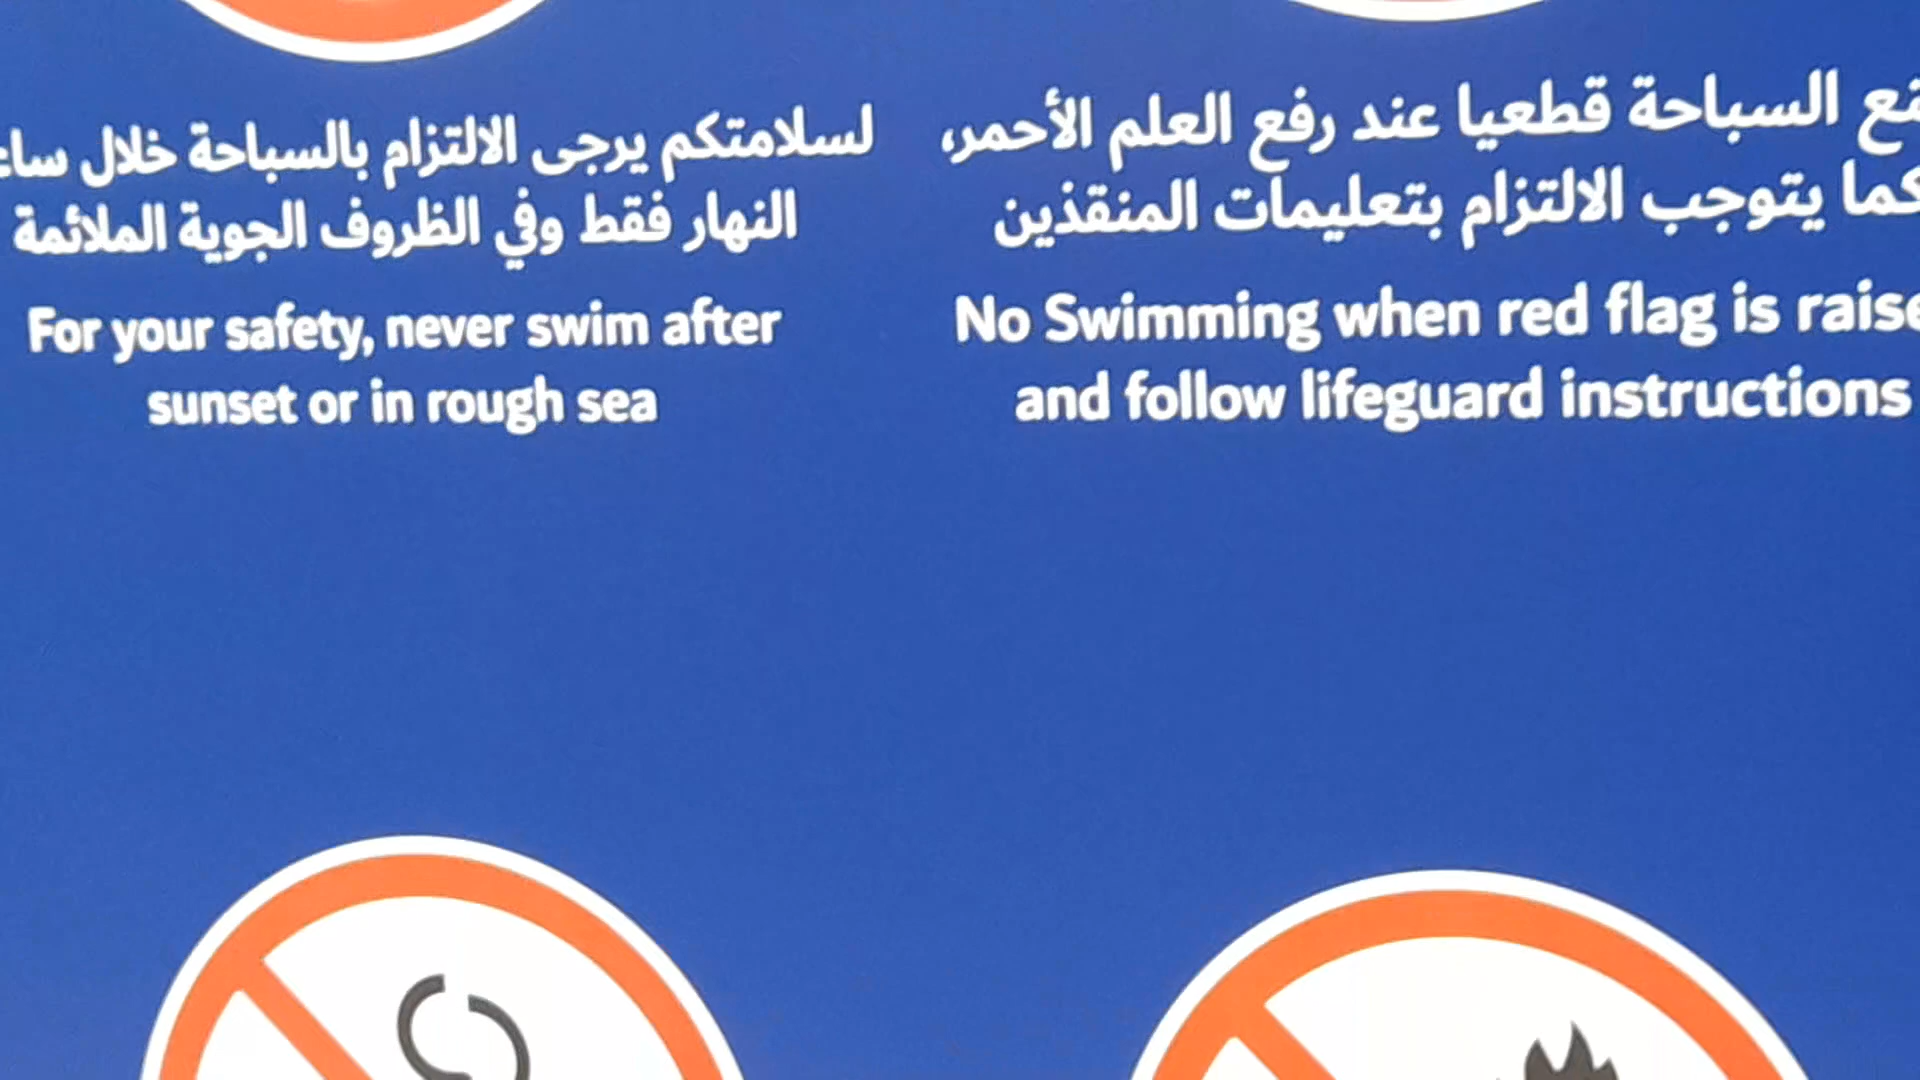 لسلامتكم يرجى الالتزام بالسباحة خلال
النهار فقط وفي الظروف الجوية الملائمة
For your safety, never swim after
sunset or in rough sea
السباحة قطعيا عند رفع العلم الأحمر،
كما يتوجب الالتزام بتعليمات المنقذين
No Swimming when red flag is
and follow lifeguard instructions